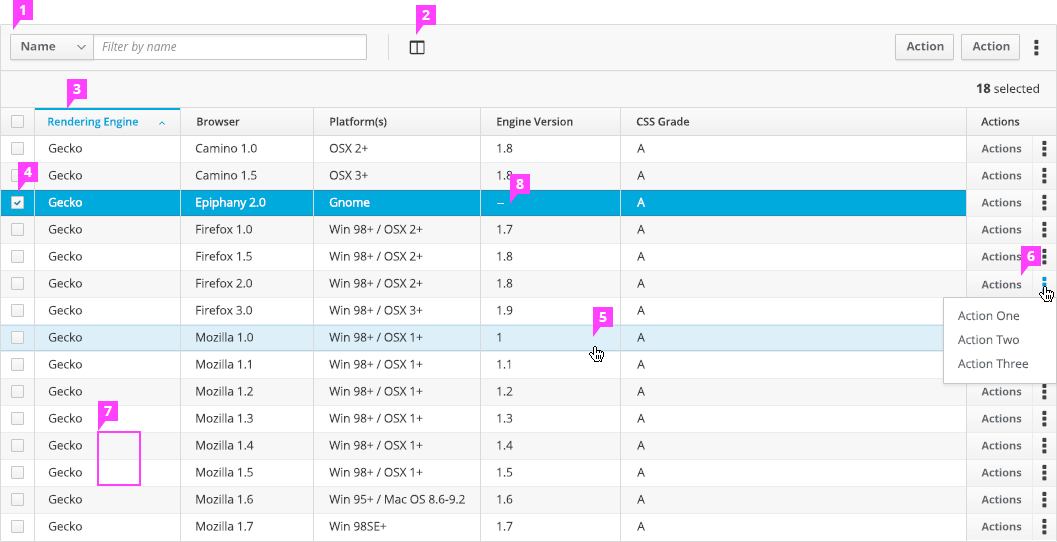 1
2
Name Filter by name Action Action
18 selected
3
Rendering Engine Browser Platform(s) Engine Version CSS Grade Actions
Gecko Camino 1.0 OSX 2+ 1.8 A Actions
Gecko Camino 1.5 OSX 3+ 1.8 A Actions
4
8
Gecko Epiphany 2.0 Gnome -- A Actions
Gecko Firefox 1.0 Win 98+ / OSX 2+ 1.7 A Actions
Gecko Firefox 1.5 Win 98+ / OSX 2+ 1.8 A Actions
6
Gecko Firefox 2.0 Win 98+ / OSX 2+ 1.8 A Actions
Gecko Firefox 3.0 Win 98+ / OSX 3+ 1.9 A
Action One
5
Gecko Mozilla 1.0 Win 98+ / OSX 1+ 1 A
Action Two
Gecko Mozilla 1.1 Win 98+ / OSX 1+ 1.1 A
Action Three
Gecko Mozilla 1.2 Win 98+ / OSX 1+ 1.2 A Actions
7
Gecko Mozilla 1.3 Win 98+ / OSX 1+ 1.3 A Actions
Gecko Mozilla 1.4 Win 98+ / OSX 1+ 1.4 A Actions
Gecko Mozilla 1.5 Win 98+ / OSX 1+ 1.5 A Actions
Gecko Mozilla 1.6 Win 95+ / Mac OS 8.6-9.2 1.6 A Actions
Gecko Mozilla 1.7 Win 98SE+ 1.7 A Actions